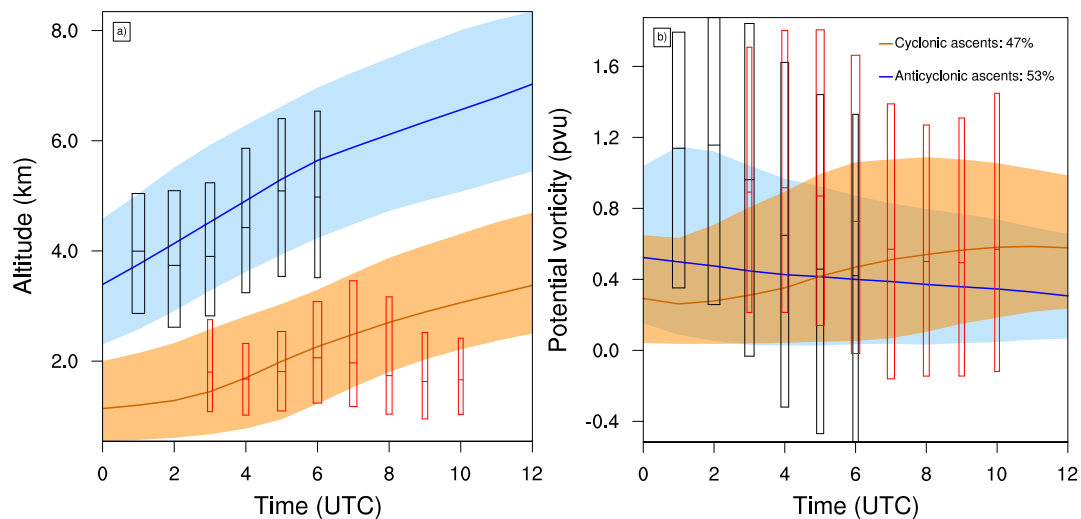 a)
8.0
6.0
4.0
2.0
Altitude (km)
0 2 4 6 8 10 12
Time (UTC)
b)
Cyclonic ascents: 47%
Anticyclonic ascents: 53%
1.6
1.2
0.8
0.4
0.0
-0.4
Potential vorticity (pvu)
0 2 4 6 8 10 12
Time (UTC)